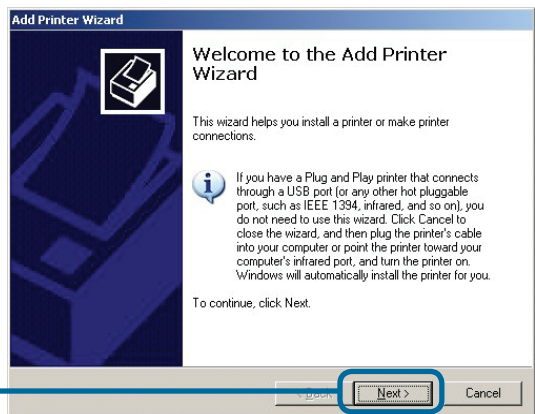 Add Printer Wizard
Welcome to the Add Printer
Wizard
This wizard helps you install a printer or make printer
connections.
If you have a Plug and Play printer that connects
through a USB port (or any other hot pluggable
port, such as IEEE 1394, infrared, and so on), you
do not need to use this wizard. Click Cancel to
close the wizard, and then plug the printer's cable
into your computer or point the printer toward your
computer's infrared port, and turn the printer on.
Windows will automatically install the printer for you.
To continue, click Next.
< Back Next > Cancel